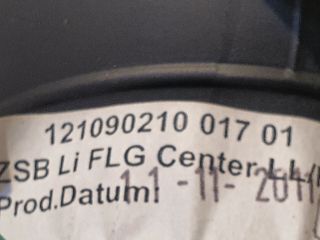 121090210 017 01
ZSB Li FLG Center
Prod.Datum: 11-11-2011